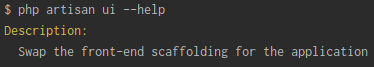 $ php artisan ui --help
Description:
  Swap the front-end scaffolding for the application